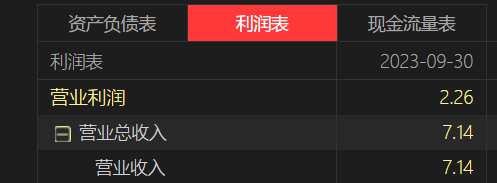 资产负债表 利润表 现金流量表
利润表 2023-09-30
营业利润 2.26
营业总收入 7.14
营业收入 7.14